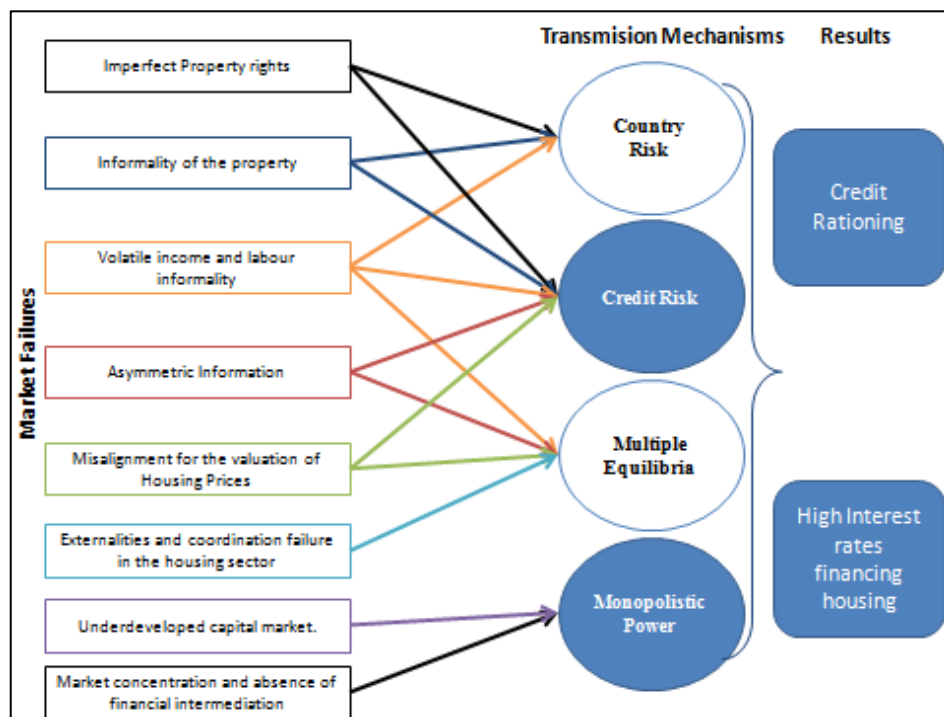 Transmision Mechanisms
Results
Market Failures
Imperfect Property rights
Informality of the property
Volatile income and labour
informality
Asymmetric Information
Misalignment for the valuation of
Housing Prices
Externalities and coordination failure
in the housing sector
Underdeveloped capital market.
Market concentration and absence of
financial intermediation
Country
Risk
Credit Risk
Multiple
Equilibria
Monopolistic
Power
Credit
Rationing
High Interest
rates
financing
housing